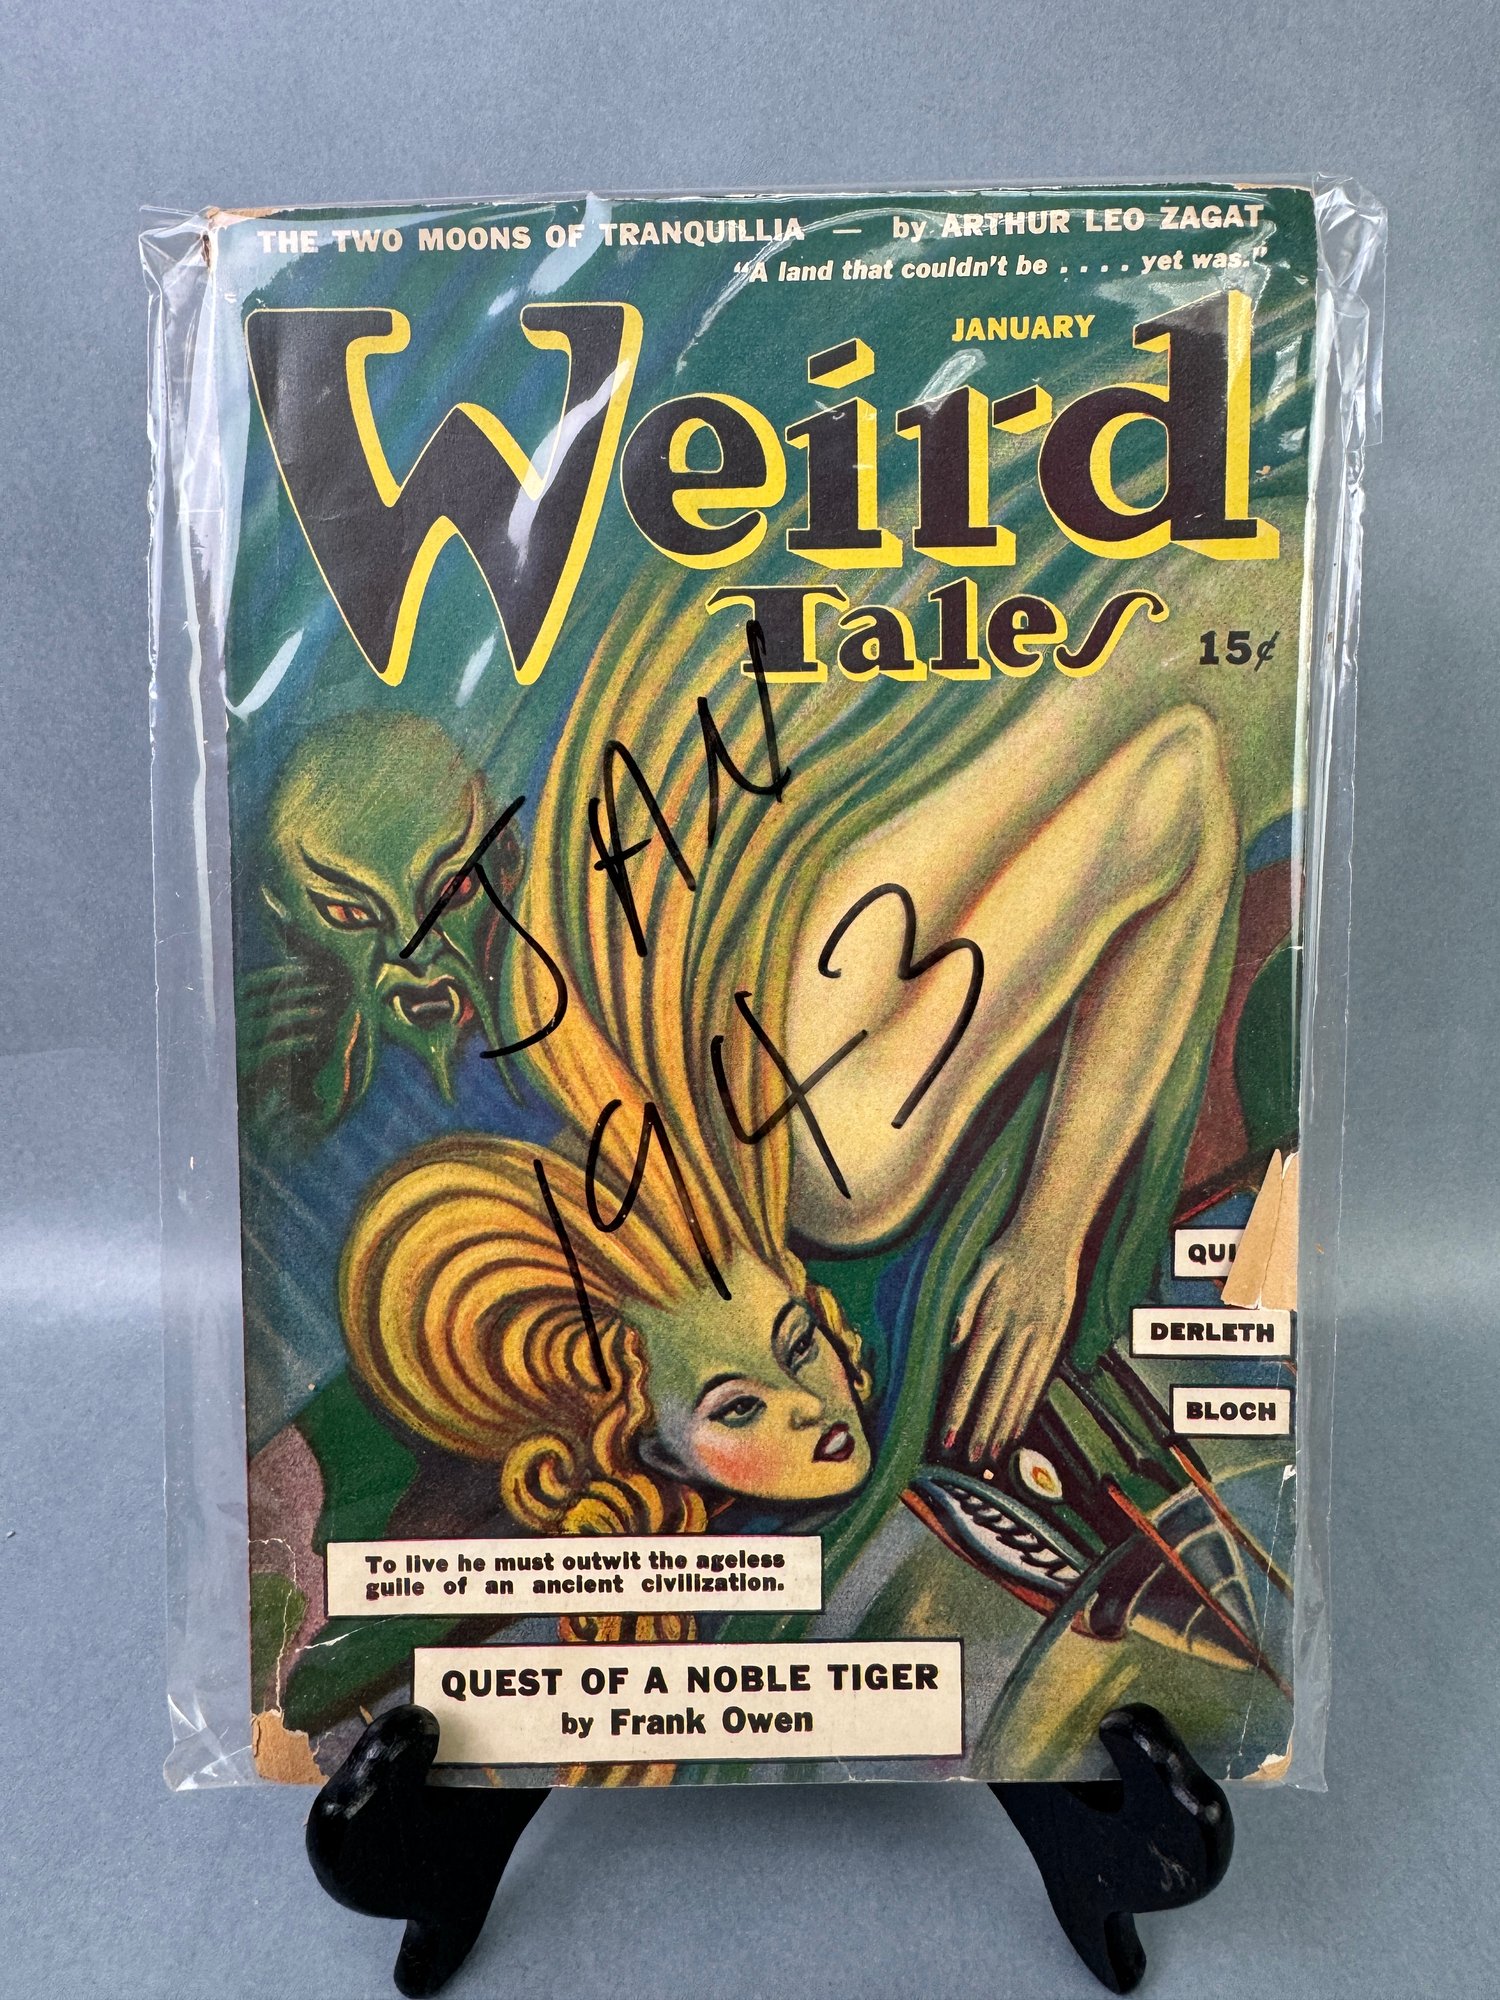 THE TWO MOONS OF TRANQUILLIA — by ARTHUR LEO ZAGAT
"A land that couldn't be . . . . yet was."
JANUARY
Weird
Tales
15¢
JAN
1943
DERLETH
BLOCH
To live he must outwit the ageless
guile of an ancient civilization.
QUEST OF A NOBLE TIGER
by Frank Owen